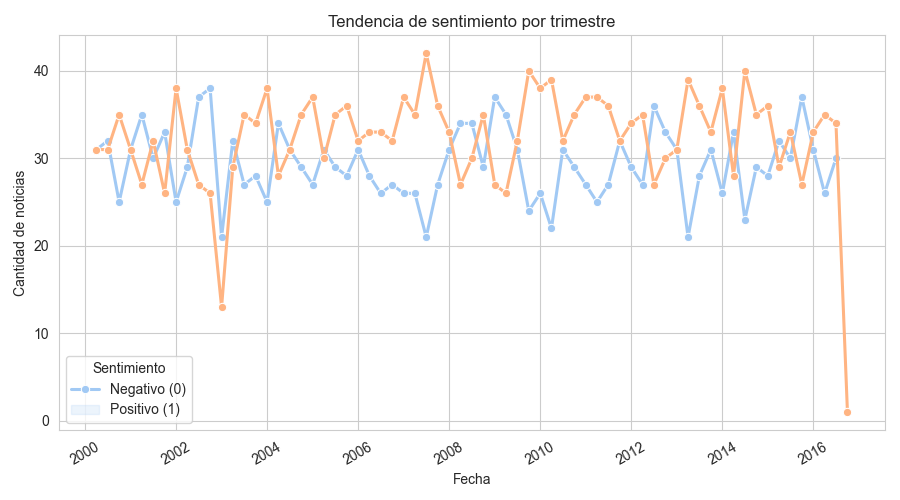 Tendencia de sentimiento por trimestre
Cantidad de noticias
40
30
20
10
0
Sentimiento
Negativo (0)
Positivo (1)
2000
2002
2004
2006
2008
2010
2012
2014
2016
Fecha